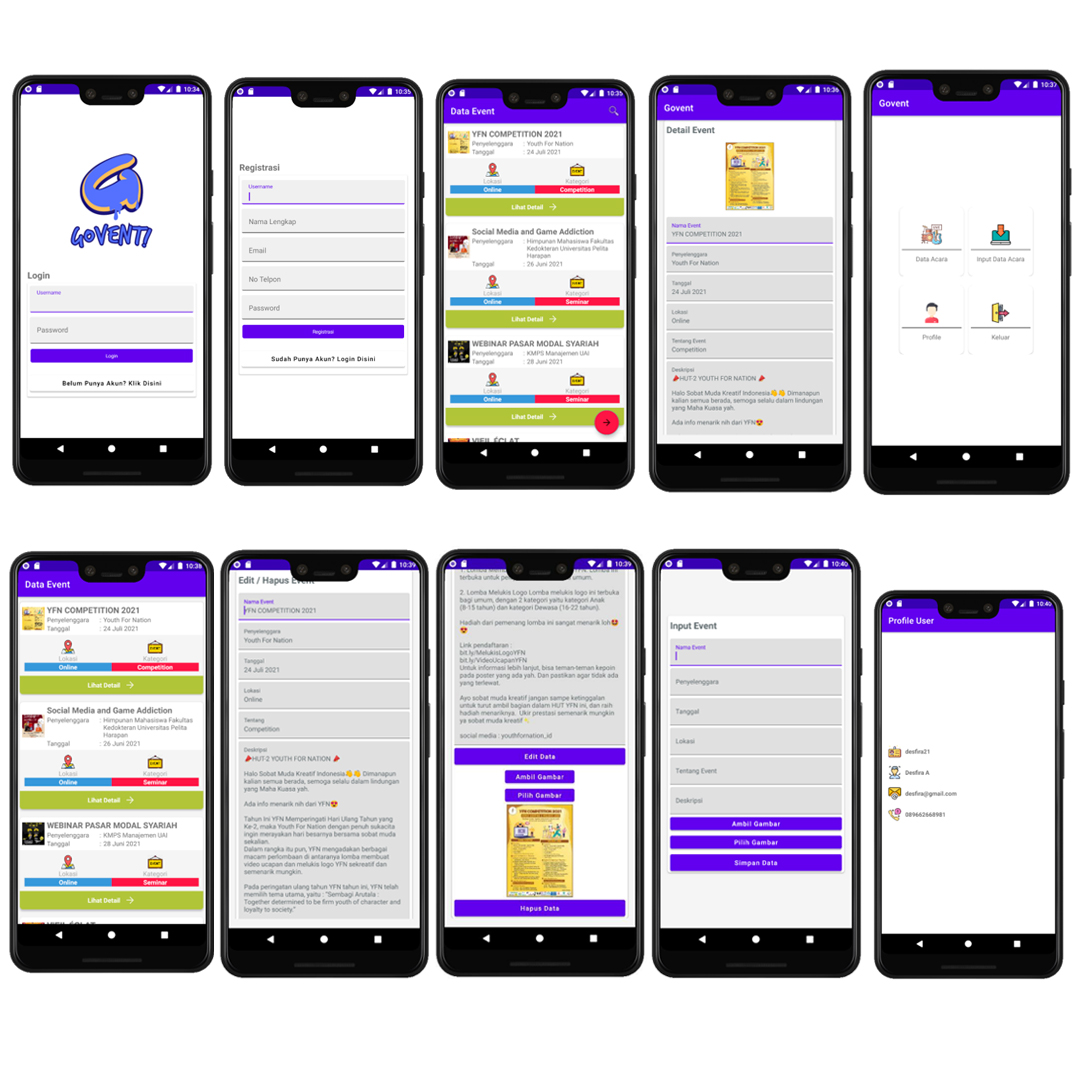 10:34
GOVENT!
Login
Username
Password
Login
Belum Punya Akun? Klik Disini
10:35
Registrasi
Username
Nama Lengkap
Email
No Telpon
Password
Registrasi
Sudah Punya Akun? Login Disini
10:35
Data Event
YFN COMPETITION 2021
Penyelenggara : Youth For Nation
Tanggal : 24 Juli 2021
Lokasi Kategori
Online Competition
Lihat Detail
Social Media and Game Addiction
Penyelenggara : Himpunan Mahasiswa Fakultas
Kedokteran Universitas Pelita
Harapan
Tanggal : 26 Juni 2021
Lokasi Kategori
Online Seminar
Lihat Detail
WEBINAR PASAR MODAL SYARIAH
Penyelenggara : KMPS Manajemen UAI
Tanggal : 28 Juni 2021
Lokasi Kategori
Online Seminar
Lihat Detail
VIEIL ÉCLAT
10:36
Govent
Detail Event
Nama Event
YFN COMPETITION 2021
Penyelenggara
Youth For Nation
Tanggal
24 Juli 2021
Lokasi
Online
Tentang Event
Competition
Deskripsi
📣HUT-2 YOUTH FOR NATION 📣
Halo Sobat Muda Kreatif Indonesia👋👋 Dimanapun
kalian semua berada, semoga selalu dalam lindungan
yang Maha Kuasa yah.
Ada info menarik nih dari YFN😍
10:37
Govent
Data Acara
Input Data Acara
Profile
Keluar
10:38
Data Event
YFN COMPETITION 2021
Penyelenggara : Youth For Nation
Tanggal : 24 Juli 2021
Lokasi Kategori
Online Competition
Lihat Detail
Social Media and Game Addiction
Penyelenggara : Himpunan Mahasiswa Fakultas
Kedokteran Universitas Pelita
Harapan
Tanggal : 26 Juni 2021
Lokasi Kategori
Online Seminar
Lihat Detail
WEBINAR PASAR MODAL SYARIAH
Penyelenggara : KMPS Manajemen UAI
Tanggal : 28 Juni 2021
Lokasi Kategori
Online Seminar
Lihat Detail
VIEIL ÉCLAT
10:39
Edit / Hapus Event
Nama Event
YFN COMPETITION 2021
Penyelenggara
Youth For Nation
Tanggal
24 Juli 2021
Lokasi
Online
Tentang
Competition
Deskripsi
📣HUT-2 YOUTH FOR NATION 📣
Halo Sobat Muda Kreatif Indonesia👋👋 Dimanapun
kalian semua berada, semoga selalu dalam lindungan
yang Maha Kuasa yah.
Ada info menarik nih dari YFN😍
Tahun ini YFN Memperingati Hari Ulang Tahun yang
Ke-2, maka Youth For Nation dengan penuh sukacita
ingin merayakan hari besarnya bersama sobat muda
sekalian.
Dalam rangka itu pun, YFN mengadakan berbagai
macam perlombaan di antaranya lomba membuat
video ucapan dan melukis logo YFN sekreatif dan
semenarik mungkin.
Pada peringatan ulang tahun YFN tahun ini, YFN telah
memilih tema utama, yaitu : "Sembagi Arutala :
Together determined to be firm youth of character and
loyalty to society."
10:39
terbuka untuk umum.
2. Lomba Melukis Logo Lomba melukis logo ini terbuka
bagi umum, dengan 2 kategori yaitu kategori Anak
(8-15 tahun) dan kategori Dewasa (16-22 tahun).
Hadiah dari pemenang lomba ini sangat menarik loh🤩
😍
Link pendaftaran :
bit.ly/MelukisLogoYFN
bit.ly/VideoUcapanYFN
Untuk informasi lebih lanjut, bisa teman-teman kepoin
pada poster yang ada yah. Dan pastikan agar tidak ada
yang terlewat.
Ayo sobat muda kreatif jangan sampe ketinggalan
untuk turut ambil bagian dalam HUT YFN ini, dan raih
hadiah menariknya. Ukir prestasi semenarik mungkin
ya sobat muda kreatif✨
social media : youthfornation_id
Edit Data
Ambil Gambar
Pilih Gambar
YFN COMPETITION 2021
Hapus Data
10:40
Input Event
Nama Event
Penyelenggara
Tanggal
Lokasi
Tentang Event
Deskripsi
Ambil Gambar
Pilih Gambar
Simpan Data
10:40
Profile User
desfira21
Desfira A
desfira@gmail.com
089662668981